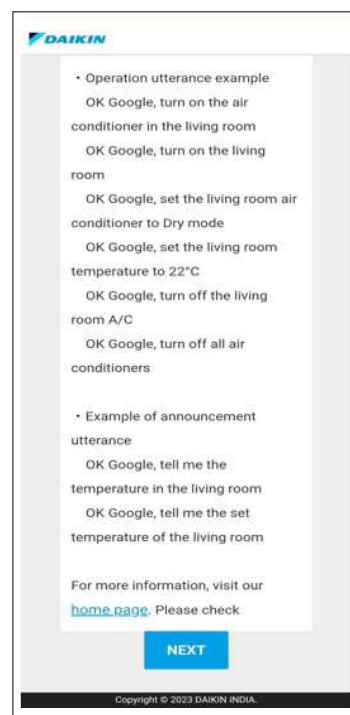 DAIKIN
・Operation utterance example
OK Google, turn on the air
conditioner in the living room
OK Google, turn on the living
room
OK Google, set the living room air
conditioner to Dry mode
OK Google, set the living room
temperature to 22°C
OK Google, turn off the living
room A/C
OK Google, turn off all air
conditioners
・Example of announcement
utterance
OK Google, tell me the
temperature in the living room
OK Google, tell me the set
temperature of the living room
For more information, visit our
home page. Please check
NEXT
Copyright © 2023 DAIKIN INDIA.